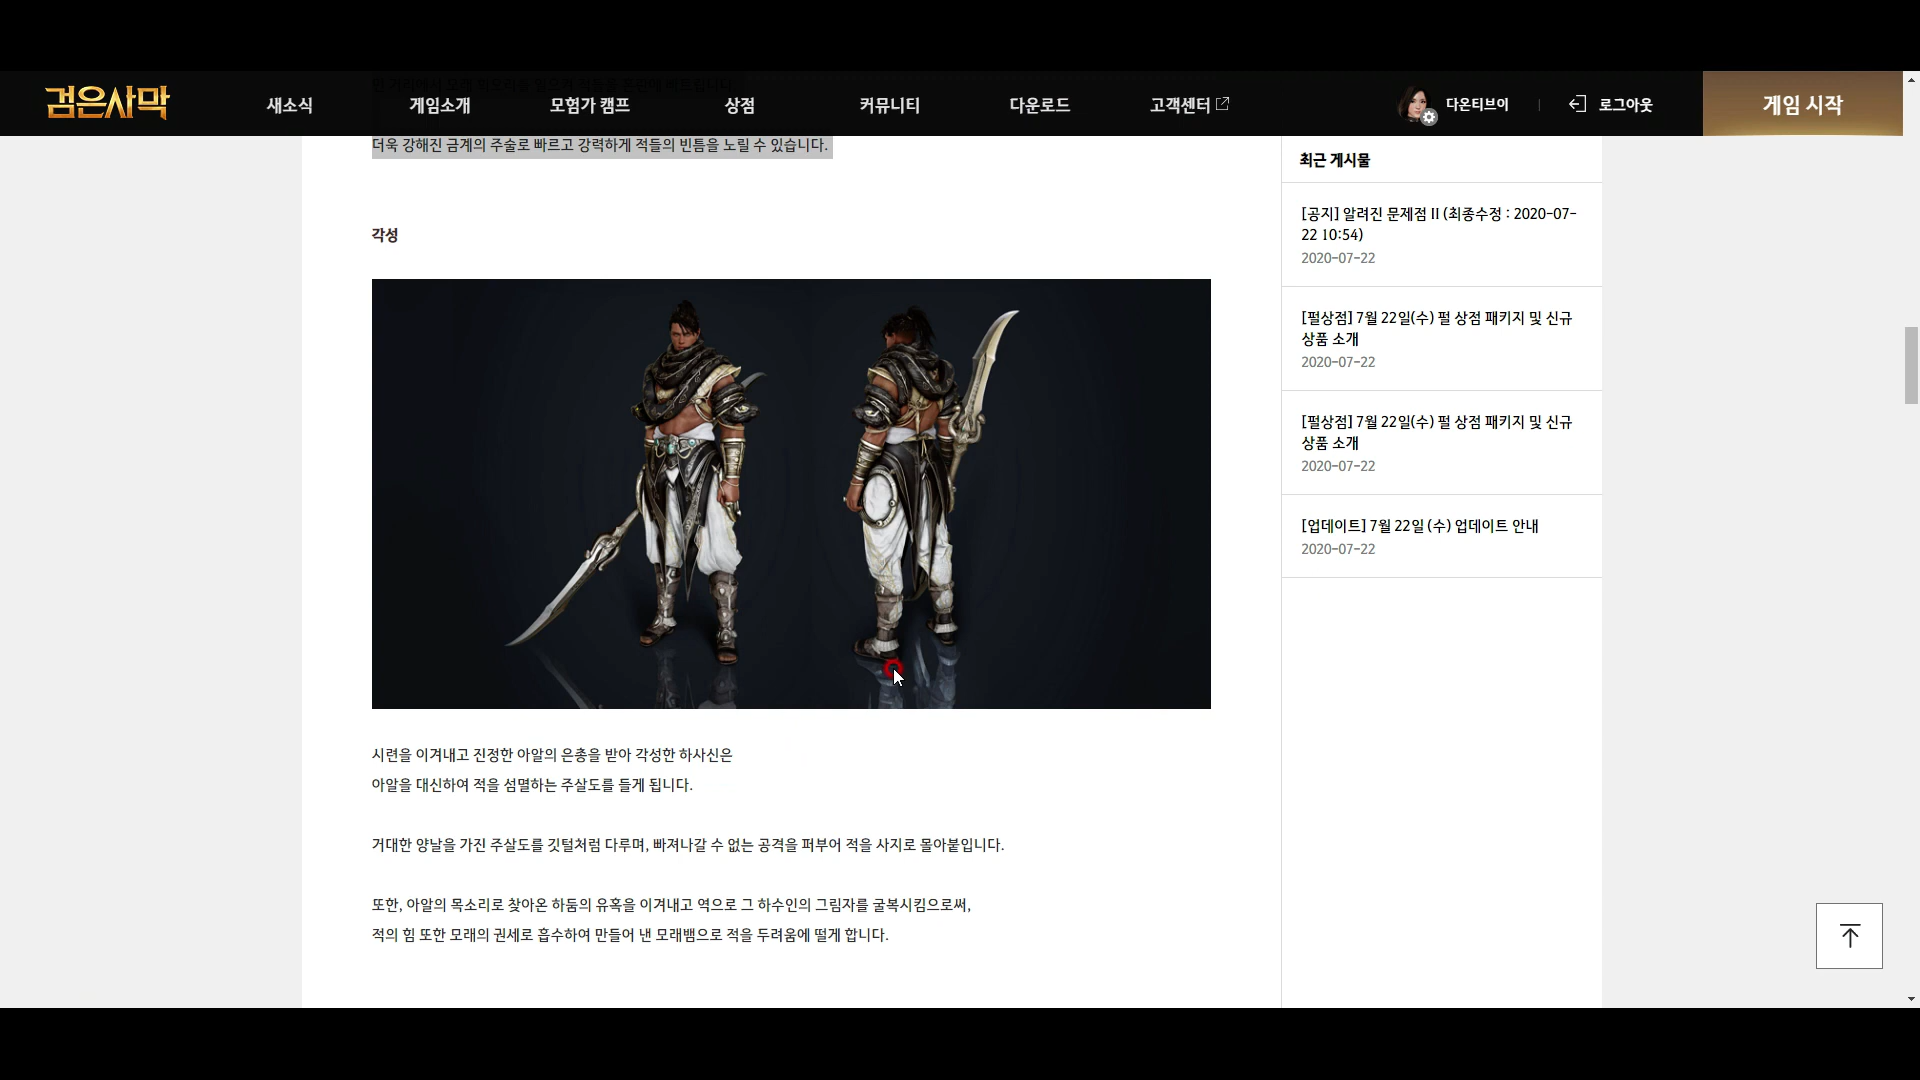 검은사막
새소식
게임소개
모험가 캠프
상점
커뮤니티
다운로드
고객센터
다온티브이
로그아웃
게임 시작
더욱 강해진 금계의 주술로 빠르고 강력하게 적들의 빈틈을 노릴 수 있습니다.
각성
시련을 이겨내고 진정한 아알의 은총을 받아 각성한 하사신은
아알을 대신하여 적을 섬멸하는 주살도를 들게 됩니다.
거대한 양날을 가진 주살도를 깃털처럼 다루며, 빠져나갈 수 없는 공격을 퍼부어 적을 사지로 몰아붙입니다.
또한, 아알의 목소리로 찾아온 하둠의 유혹을 이겨내고 역으로 그 하수인의 그림자를 굴복시킴으로써,
적의 힘 또한 모래의 권세로 흡수하여 만들어 낸 모래뱀으로 적을 두려움에 떨게 합니다.
최근 게시물
[공지] 알려진 문제점 II (최종수정 : 2020-07-
22 10:54)
2020-07-22
[펄상점] 7월 22일(수) 펄 상점 패키지 및 신규
상품 소개
2020-07-22
[펄상점] 7월 22일(수) 펄 상점 패키지 및 신규
상품 소개
2020-07-22
[업데이트] 7월 22일 (수) 업데이트 안내
2020-07-22